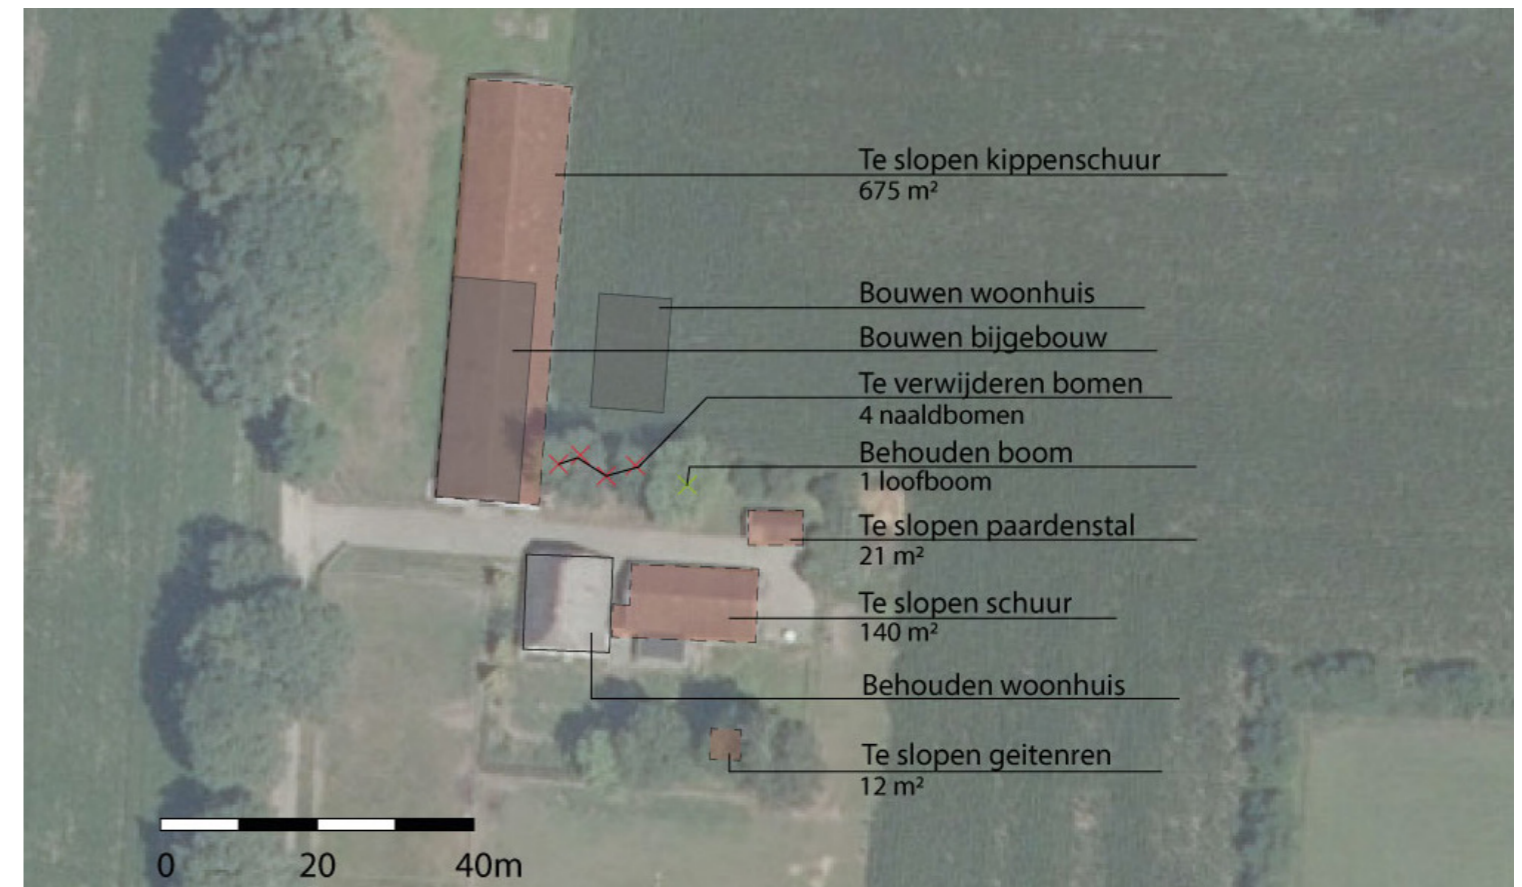 Te slopen kippenschuur
675 m²
Bouwen woonhuis
Bouwen bijgebouw
Te verwijderen bomen
4 naaldbomen
Behouden boom
1 loofboom
Te slopen paardenstal
21 m²
Te slopen schuur
140 m²
Behouden woonhuis
Te slopen geitenren
12 m²
0 20 40m